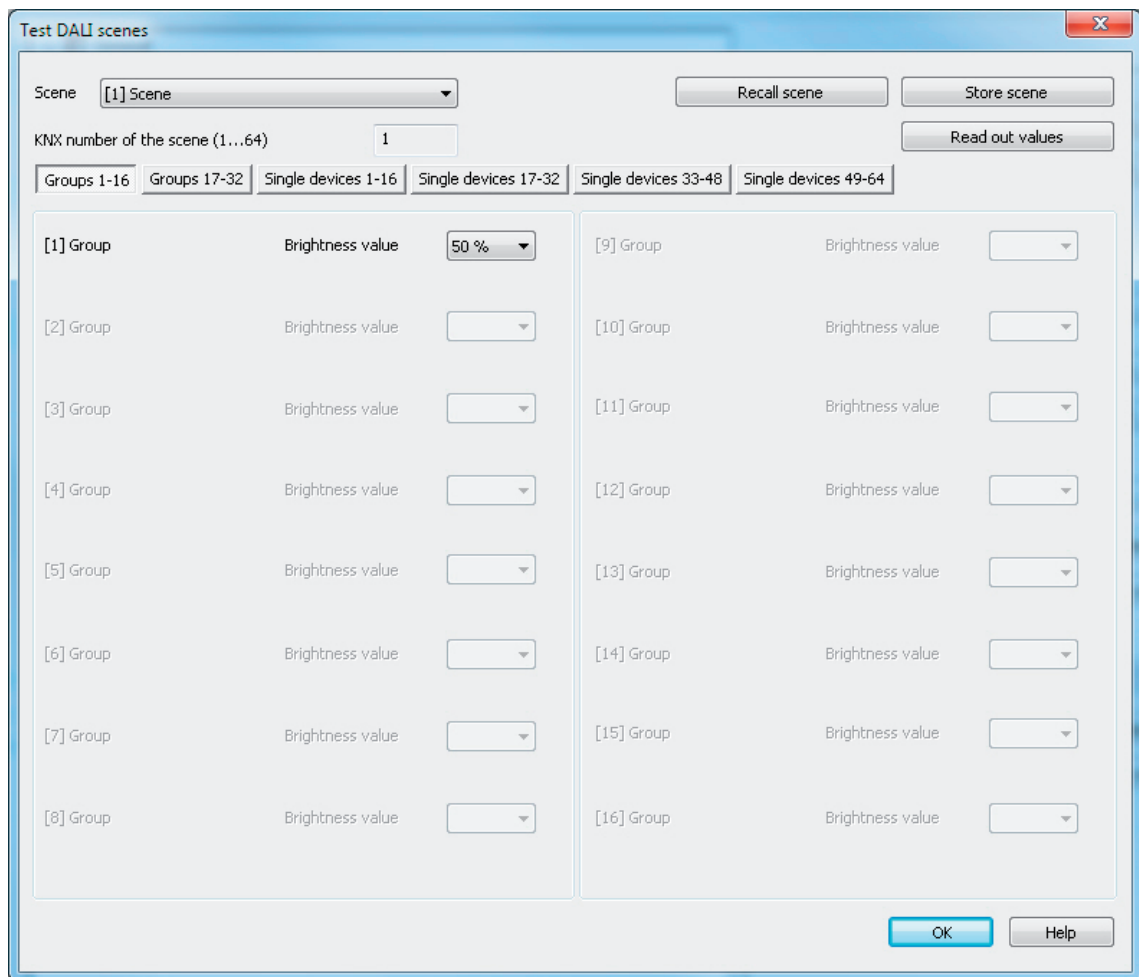 Test DALI scenes
Scene [1] Scene Recall scene Store scene
KNX number of the scene (1...64) 1 Read out values
Groups 1-16 Groups 17-32 Single devices 1-16 Single devices 17-32 Single devices 33-48 Single devices 49-64
[1] Group Brightness value 50 % [9] Group Brightness value
[2] Group Brightness value [10] Group Brightness value
[3] Group Brightness value [11] Group Brightness value
[4] Group Brightness value [12] Group Brightness value
[5] Group Brightness value [13] Group Brightness value
[6] Group Brightness value [14] Group Brightness value
[7] Group Brightness value [15] Group Brightness value
[8] Group Brightness value [16] Group Brightness value
OK Help